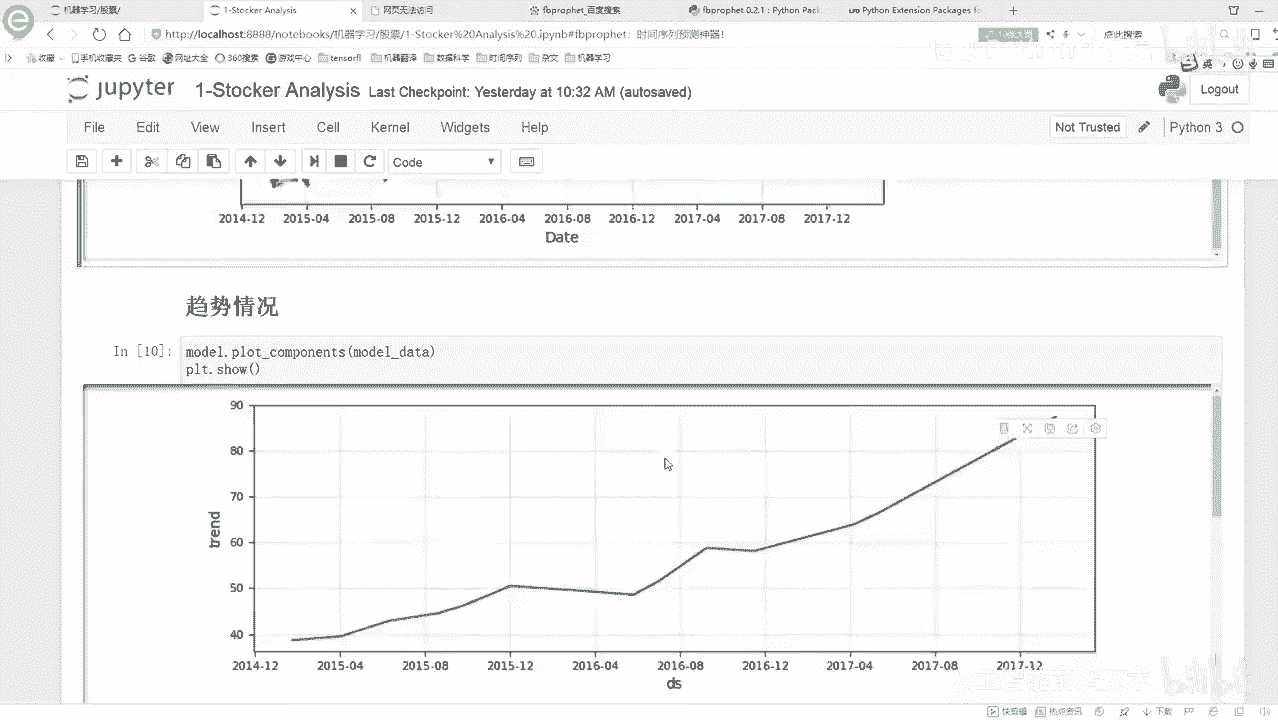 机器学习/股票/ 1-Stocker Analysis 网页无法访问 fbprophet_百度搜索 fbprophet 0.2.1 : Python Pack Python Extension Packages fo
http://localhost:8888/notebooks/机器学习/股票/1-Stocker%20Analysis%20.ipynb#fbprophet：时间序列预测神器! 点此搜索
收藏 手机收藏夹 谷歌 网址大全 360搜索 游戏中心 tensorfl 机器翻译 数据科学 时间序列 杂文 机器学习 英
jupyter 1-Stocker Analysis Last Checkpoint: Yesterday at 10:32 AM (autosaved) Logout
File Edit View Insert Cell Kernel Widgets Help Not Trusted Python 3
Code
2014-12 2015-04 2015-08 2015-12 2016-04 2016-08 2016-12 2017-04 2017-08 2017-12
Date
趋势情况
In [10]: model.plot_components(model_data)
plt.show()
90
80
70
60
50
40
trend
2014-12 2015-04 2015-08 2015-12 2016-04 2016-08 2016-12 2017-04 2017-08 2017-12
ds
快剪辑 热点资讯 下载